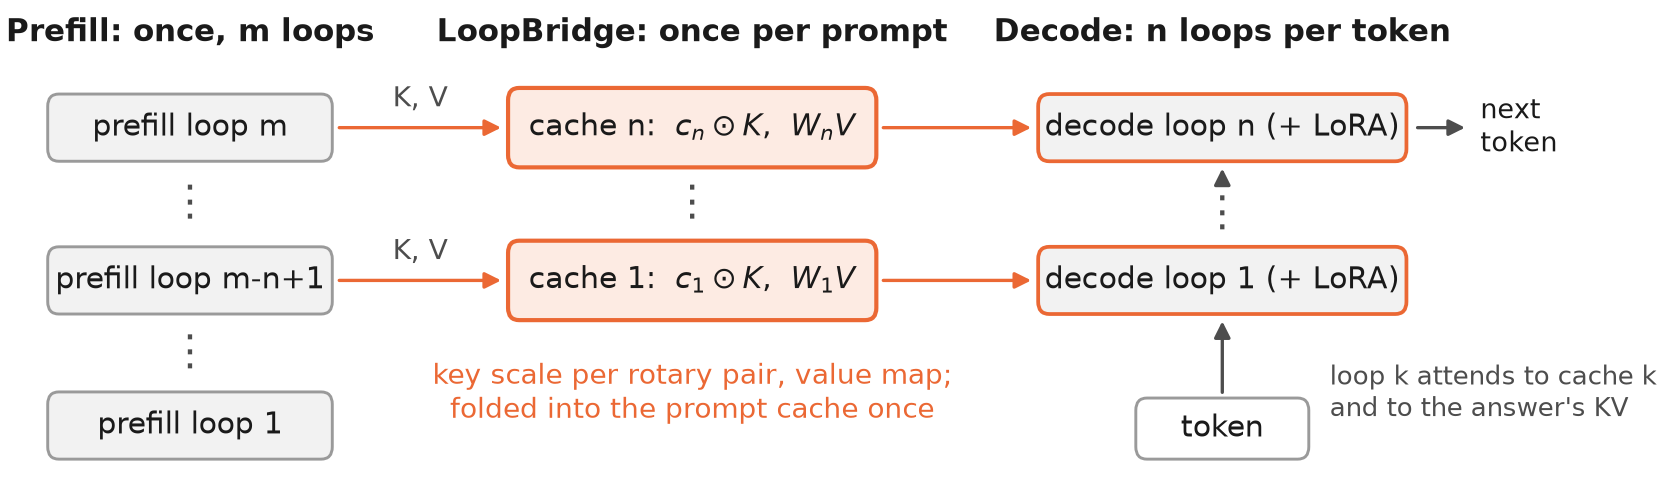 Prefill: once, m loops
LoopBridge: once per prompt
Decode: n loops per token
prefill loop m
K, V
cache n: cₙ ⊙ K, WₙV
decode loop n (+ LoRA)
next
token
⋮
⋮
⋮
prefill loop m-n+1
K, V
cache 1: c₁ ⊙ K, W₁V
decode loop 1 (+ LoRA)
⋮
prefill loop 1
key scale per rotary pair, value map;
folded into the prompt cache once
token
loop k attends to cache k
and to the answer's KV